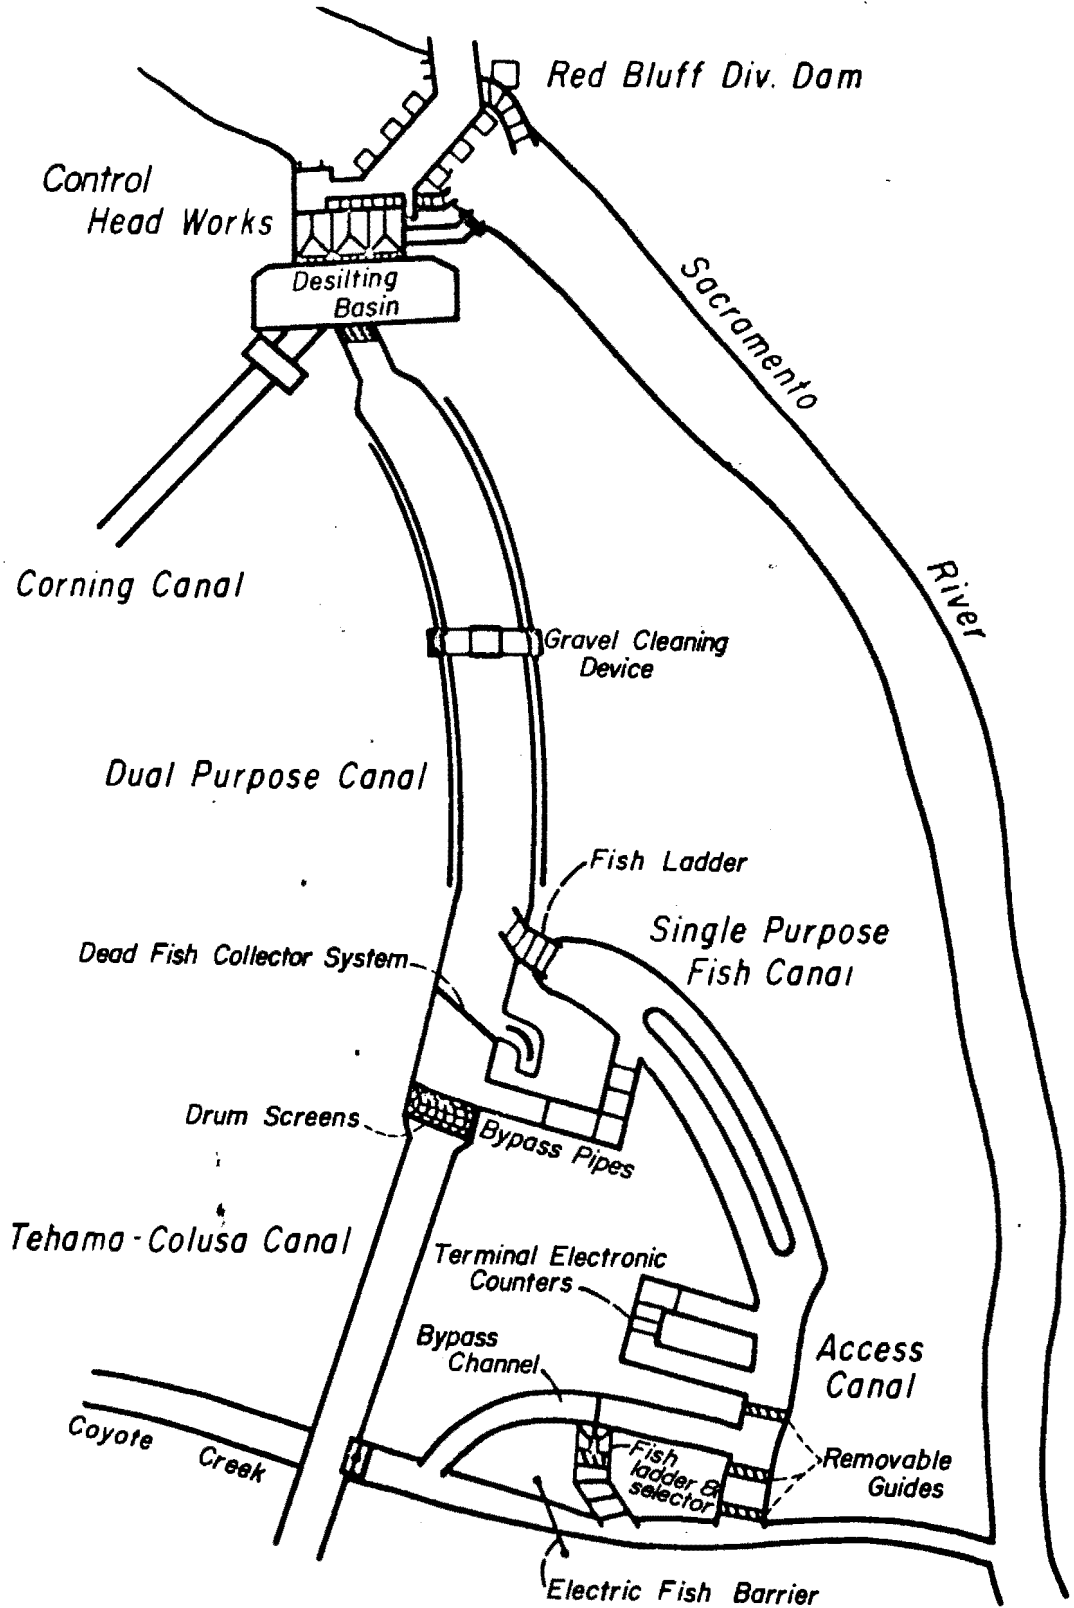 Red Bluff Div. Dam
Control
Head Works
Desilting
Basin
Sacramento
River
Corning Canal
Gravel Cleaning
Device
Dual Purpose Canal
Fish Ladder
Single Purpose
Fish Canal
Dead Fish Collector System
Drum Screens
Bypass Pipes
Tehama-Colusa Canal
Terminal Electronic
Counters
Bypass
Channel
Access
Canal
Coyote
Creek
Fish
ladder &
selector
Removable
Guides
Electric Fish Barrier